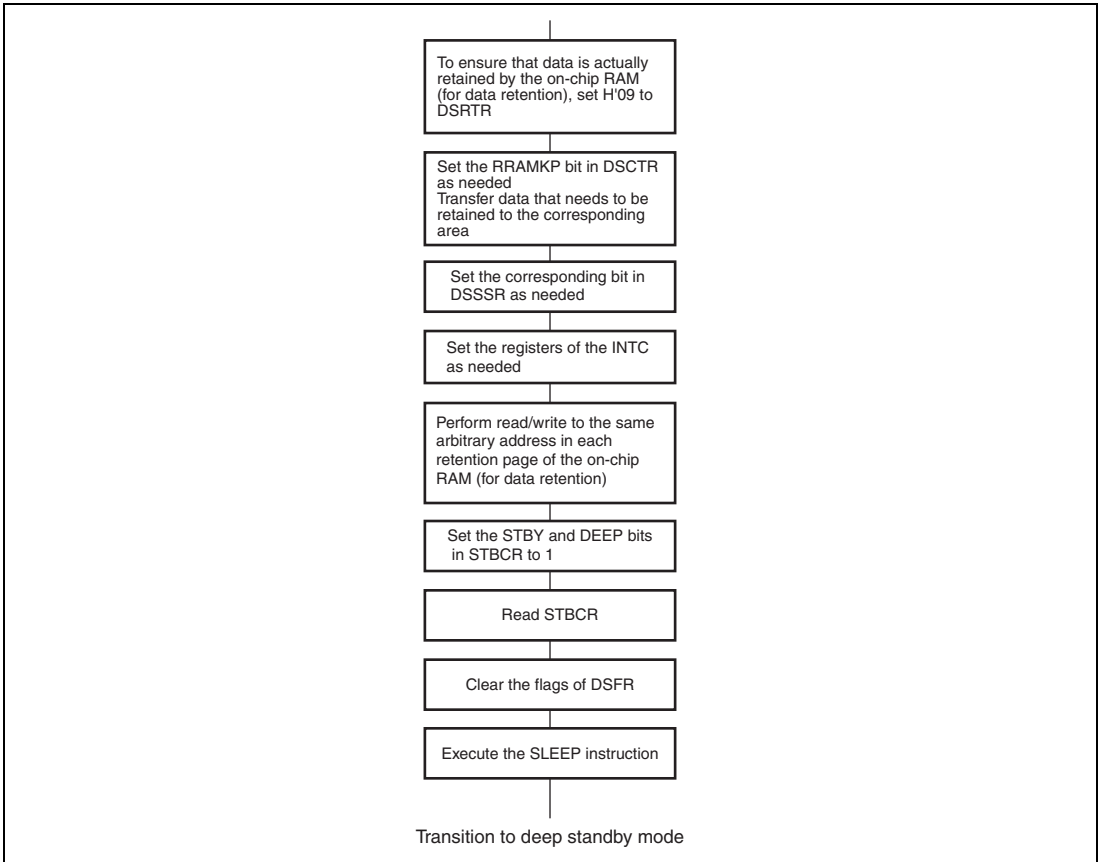 To ensure that data is actually
retained by the on-chip RAM
(for data retention), set H'09 to
DSRTR
Set the RRAMKP bit in DSCTR
as needed
Transfer data that needs to be
retained to the corresponding
area
Set the corresponding bit in
DSSSR as needed
Set the registers of the INTC
as needed
Perform read/write to the same
arbitrary address in each
retention page of the on-chip
RAM (for data retention)
Set the STBY and DEEP bits
in STBCR to 1
Read STBCR
Clear the flags of DSFR
Execute the SLEEP instruction
Transition to deep standby mode